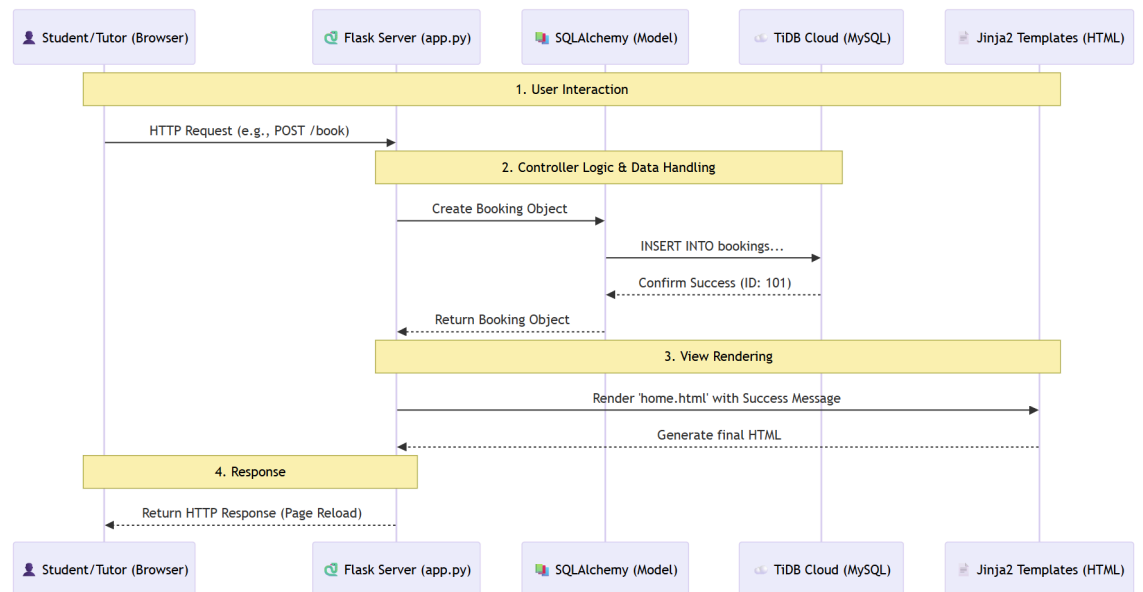 Student/Tutor (Browser)
Flask Server (app.py)
SQLAlchemy (Model)
TiDB Cloud (MySQL)
Jinja2 Templates (HTML)
1. User Interaction
HTTP Request (e.g., POST /book)
2. Controller Logic & Data Handling
Create Booking Object
INSERT INTO bookings...
Confirm Success (ID: 101)
Return Booking Object
3. View Rendering
Render 'home.html' with Success Message
Generate final HTML
4. Response
Return HTTP Response (Page Reload)
Student/Tutor (Browser)
Flask Server (app.py)
SQLAlchemy (Model)
TiDB Cloud (MySQL)
Jinja2 Templates (HTML)